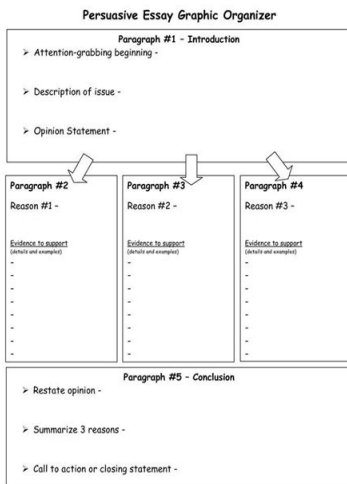 Persuasive Essay Graphic Organizer
Paragraph #1 – Introduction
➢ Attention-grabbing beginning -
➢ Description of issue -
➢ Opinion Statement -
Paragraph #2
Reason #1 -
Evidence to support
(details and examples)
-
-
-
-
-
-
-
-
Paragraph #3
Reason #2 -
Evidence to support
(details and examples)
-
-
-
-
-
-
-
-
Paragraph #4
Reason #3 -
Evidence to support
(details and examples)
-
-
-
-
-
-
-
-
Paragraph #5 – Conclusion
➢ Restate opinion -
➢ Summarize 3 reasons -
➢ Call to action or closing statement -